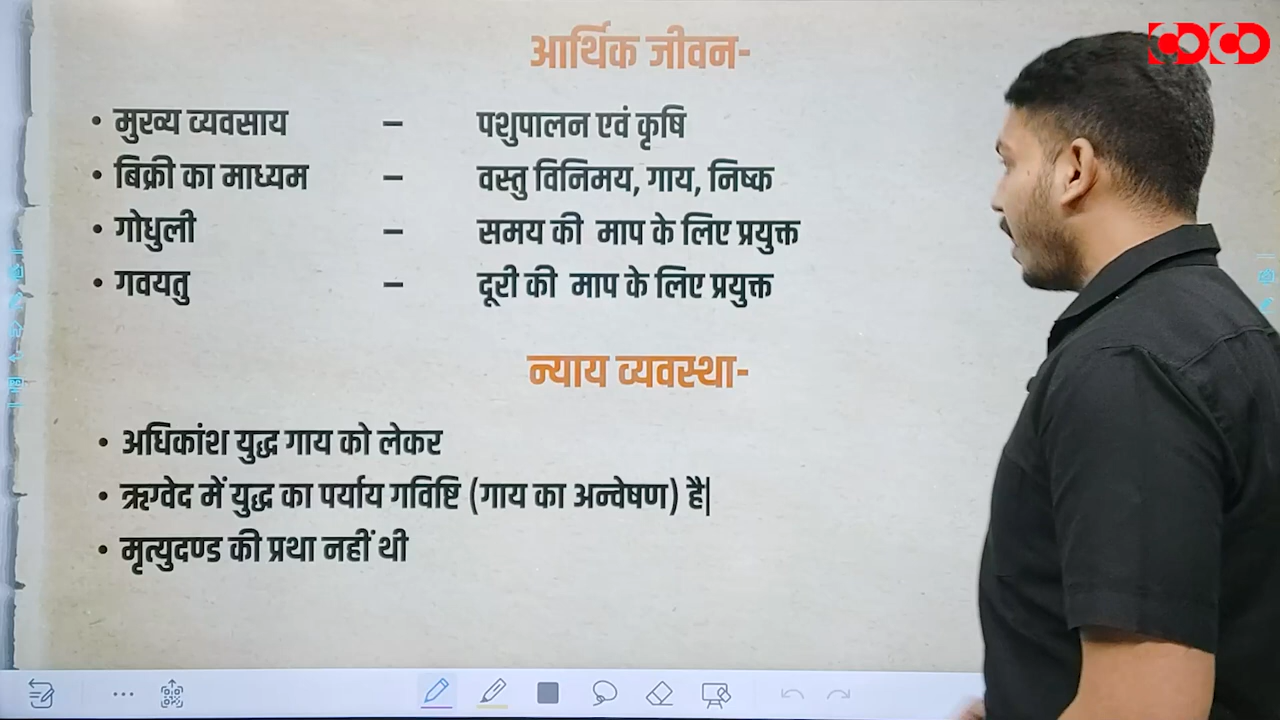 आर्थिक जीवन-
• मुख्य व्यवसाय – पशुपालन एवं कृषि
• बिक्री का माध्यम – वस्तु विनिमय, गाय, निष्क
• गोधुली – समय की माप के लिए प्रयुक्त
• गवयतु – दूरी की माप के लिए प्रयुक्त
न्याय व्यवस्था-
• अधिकांश युद्ध गाय को लेकर
• ऋग्वेद में युद्ध का पर्याय गविष्टि (गाय का अन्वेषण) है|
• मृत्युदण्ड की प्रथा नहीं थी